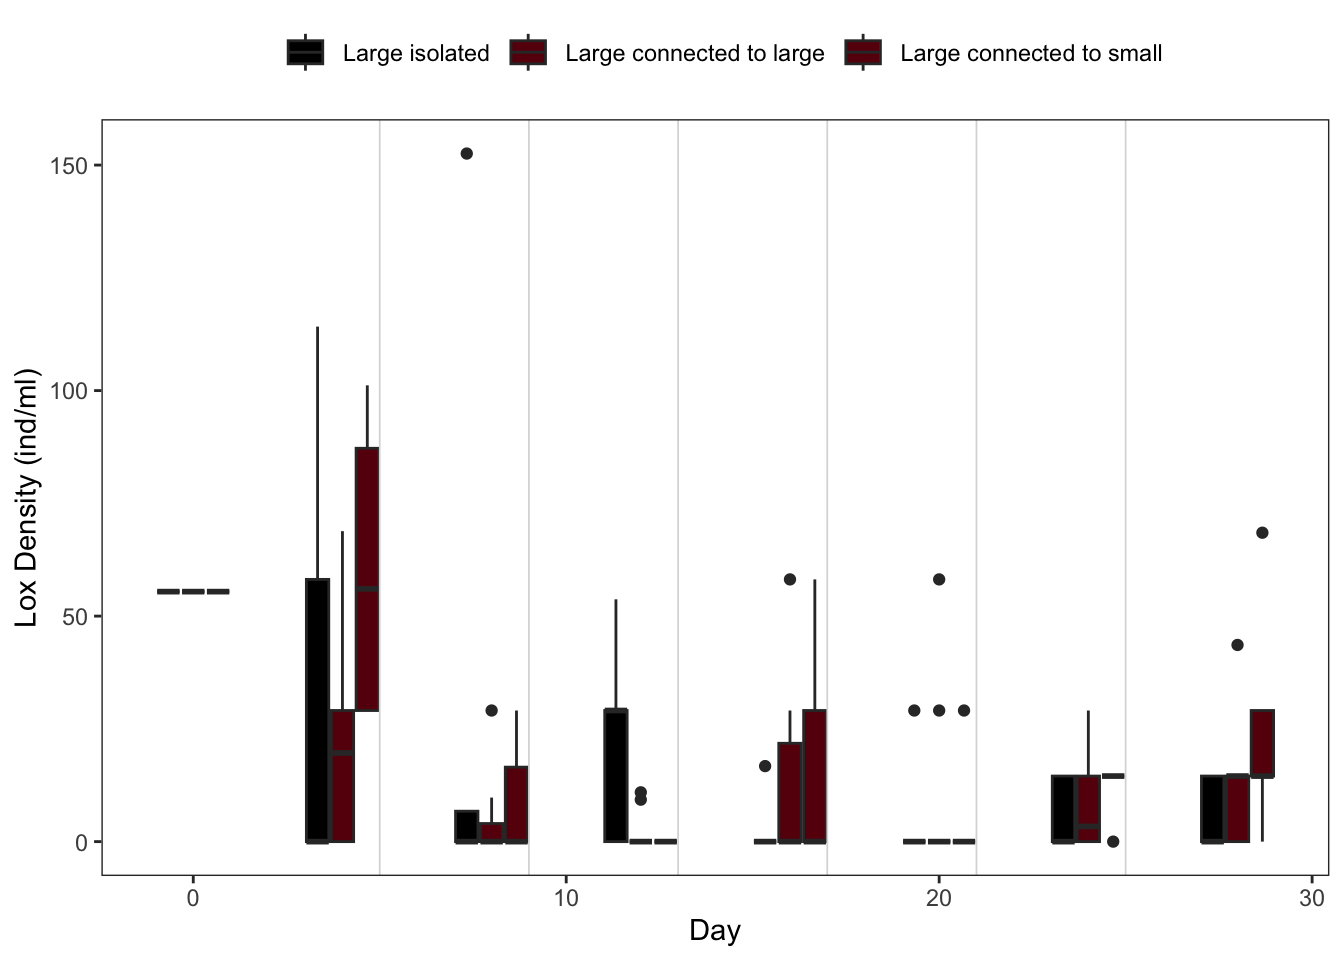 Large isolated Large connected to large Large connected to small
150
100
50
0
Lox Density (ind/ml)
0 10 20 30
Day